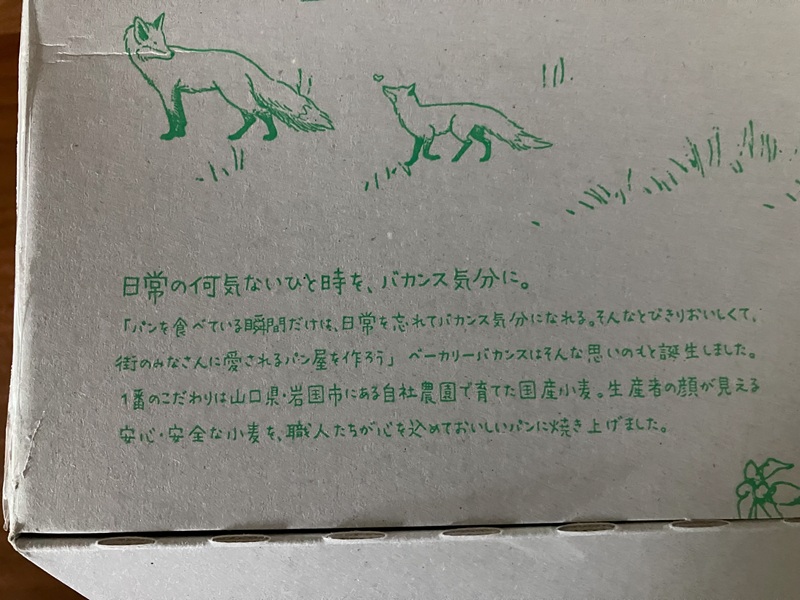 日常の何気ないひと時を、バカンス気分に。
「パンを食べている瞬間だけは、日常を忘れてバカンス気分になれる。そんなとびきりおいしくて、
街のみなさんに愛されるパン屋を作ろう」 ベーカリーバカンスはそんな思いのもと誕生しました。
1番のこだわりは山口県・岩国市にある自社農園で育てた国産小麦。生産者の顔が見える
安心・安全な小麦を、職人たちが心を込めておいしいパンに焼き上げました。